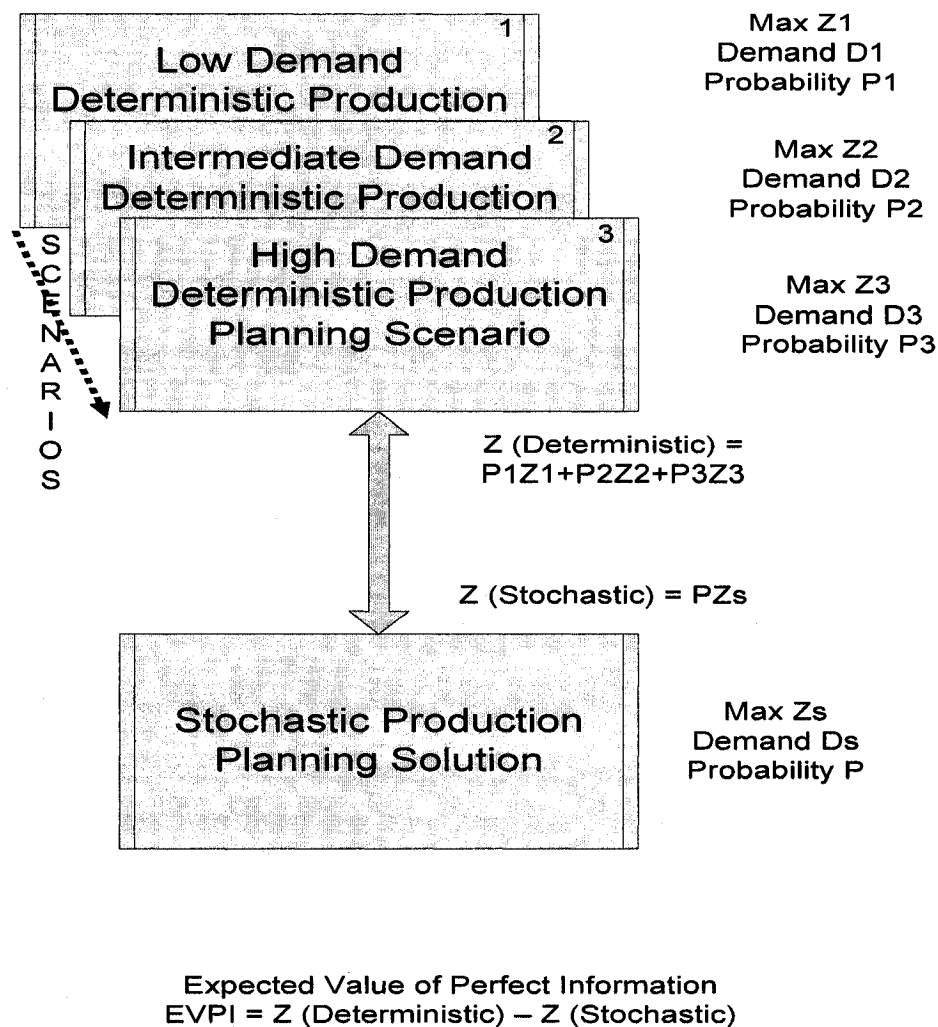 1
Low Demand
Deterministic Production
Max Z1
Demand D1
Probability P1
2
Intermediate Demand
Deterministic Production
Max Z2
Demand D2
Probability P2
3
High Demand
Deterministic Production
Planning Scenario
Max Z3
Demand D3
Probability P3
SCENARIOS
Z (Deterministic) =
P1Z1+P2Z2+P3Z3
Z (Stochastic) = PZs
Stochastic Production
Planning Solution
Max Zs
Demand Ds
Probability P
Expected Value of Perfect Information
EVPI = Z (Deterministic) – Z (Stochastic)